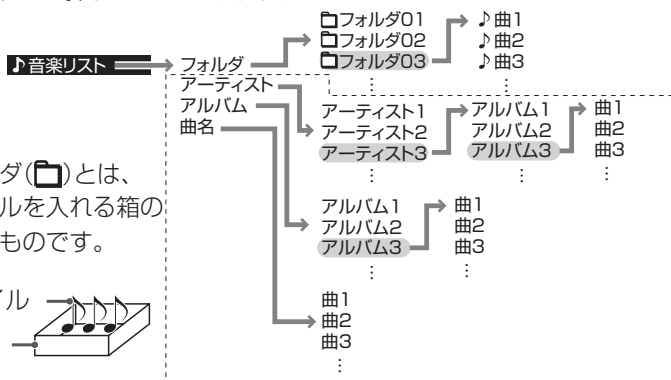 ♪音楽リスト
フォルダ
アーティスト
アルバム
曲名
フォルダ01
フォルダ02
フォルダ03
⋮
♪曲1
♪曲2
♪曲3
⋮
アーティスト1
アーティスト2
アーティスト3
⋮
アルバム1
アルバム2
アルバム3
⋮
曲1
曲2
曲3
⋮
アルバム1
アルバム2
アルバム3
⋮
曲1
曲2
曲3
⋮
曲1
曲2
曲3
⋮
ダ()とは、
ルを入れる箱の
ものです。
イル